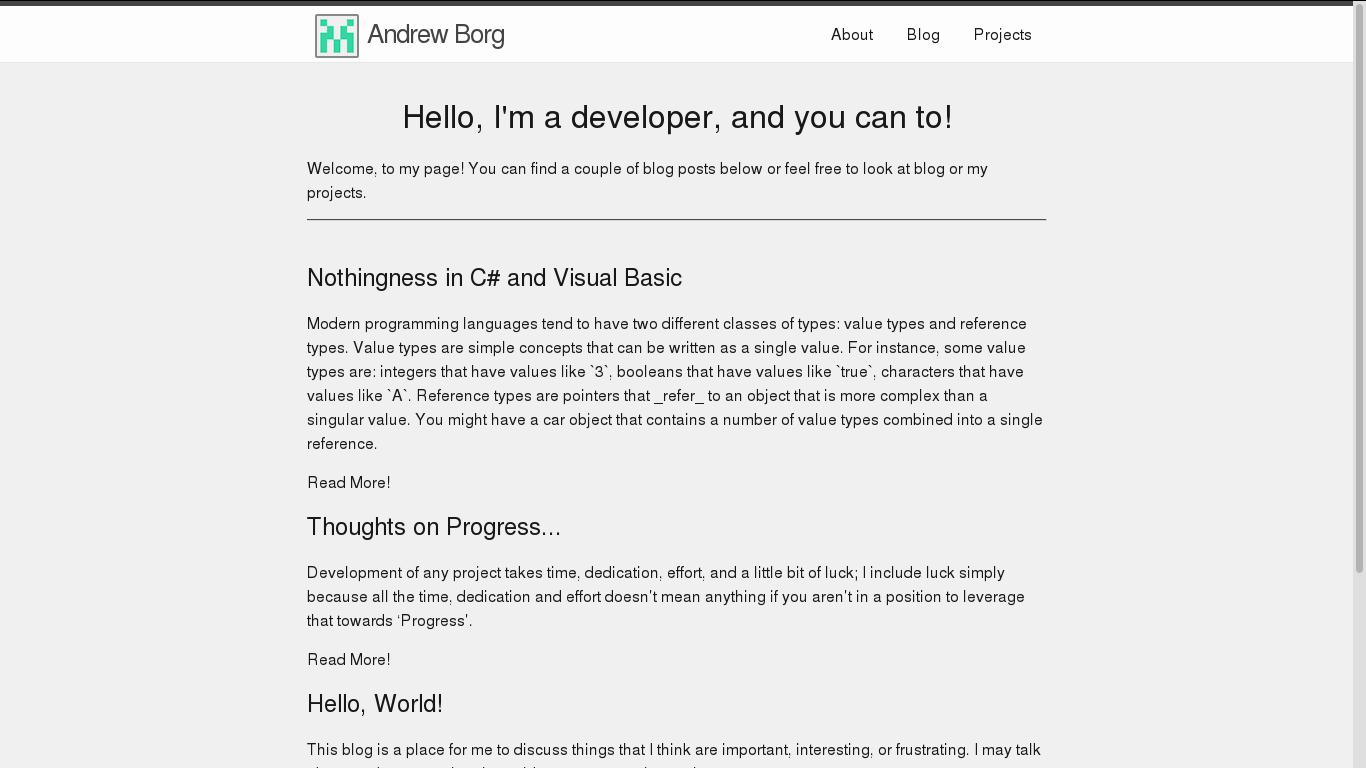 Andrew Borg
About Blog Projects
Hello, I'm a developer, and you can to!
Welcome, to my page! You can find a couple of blog posts below or feel free to look at blog or my
projects.
Nothingness in C# and Visual Basic
Modern programming languages tend to have two different classes of types: value types and reference
types. Value types are simple concepts that can be written as a single value. For instance, some value
types are: integers that have values like `3`, booleans that have values like `true`, characters that have
values like `A`. Reference types are pointers that _refer_ to an object that is more complex than a
singular value. You might have a car object that contains a number of value types combined into a single
reference.
Read More!
Thoughts on Progress...
Development of any project takes time, dedication, effort, and a little bit of luck; I include luck simply
because all the time, dedication and effort doesn't mean anything if you aren't in a position to leverage
that towards ‘Progress’.
Read More!
Hello, World!
This blog is a place for me to discuss things that I think are important, interesting, or frustrating. I may talk